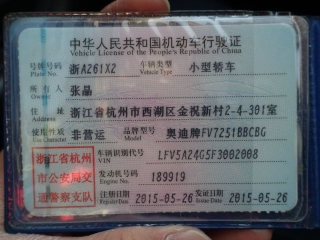 中华人民共和国机动车行驶证
Vehicle License of the People's Republic of China
号牌号码 浙A261X2 车辆类型 小型轿车
Plate No. Vehicle Type
所有人 张晶
Owner
住址 浙江省杭州市西湖区金祝新村2-4-301室
Address
使用性质 非营运 品牌型号 奥迪牌FV7251BBCBG
Use Character Model
浙江省杭州市公安局交通警察支队
车辆识别代号 LFV5A24G5F3002008
VIN
发动机号码 189919
Engine No.
注册日期 2015-05-26 发证日期 2015-05-26
Register Date Issue Date